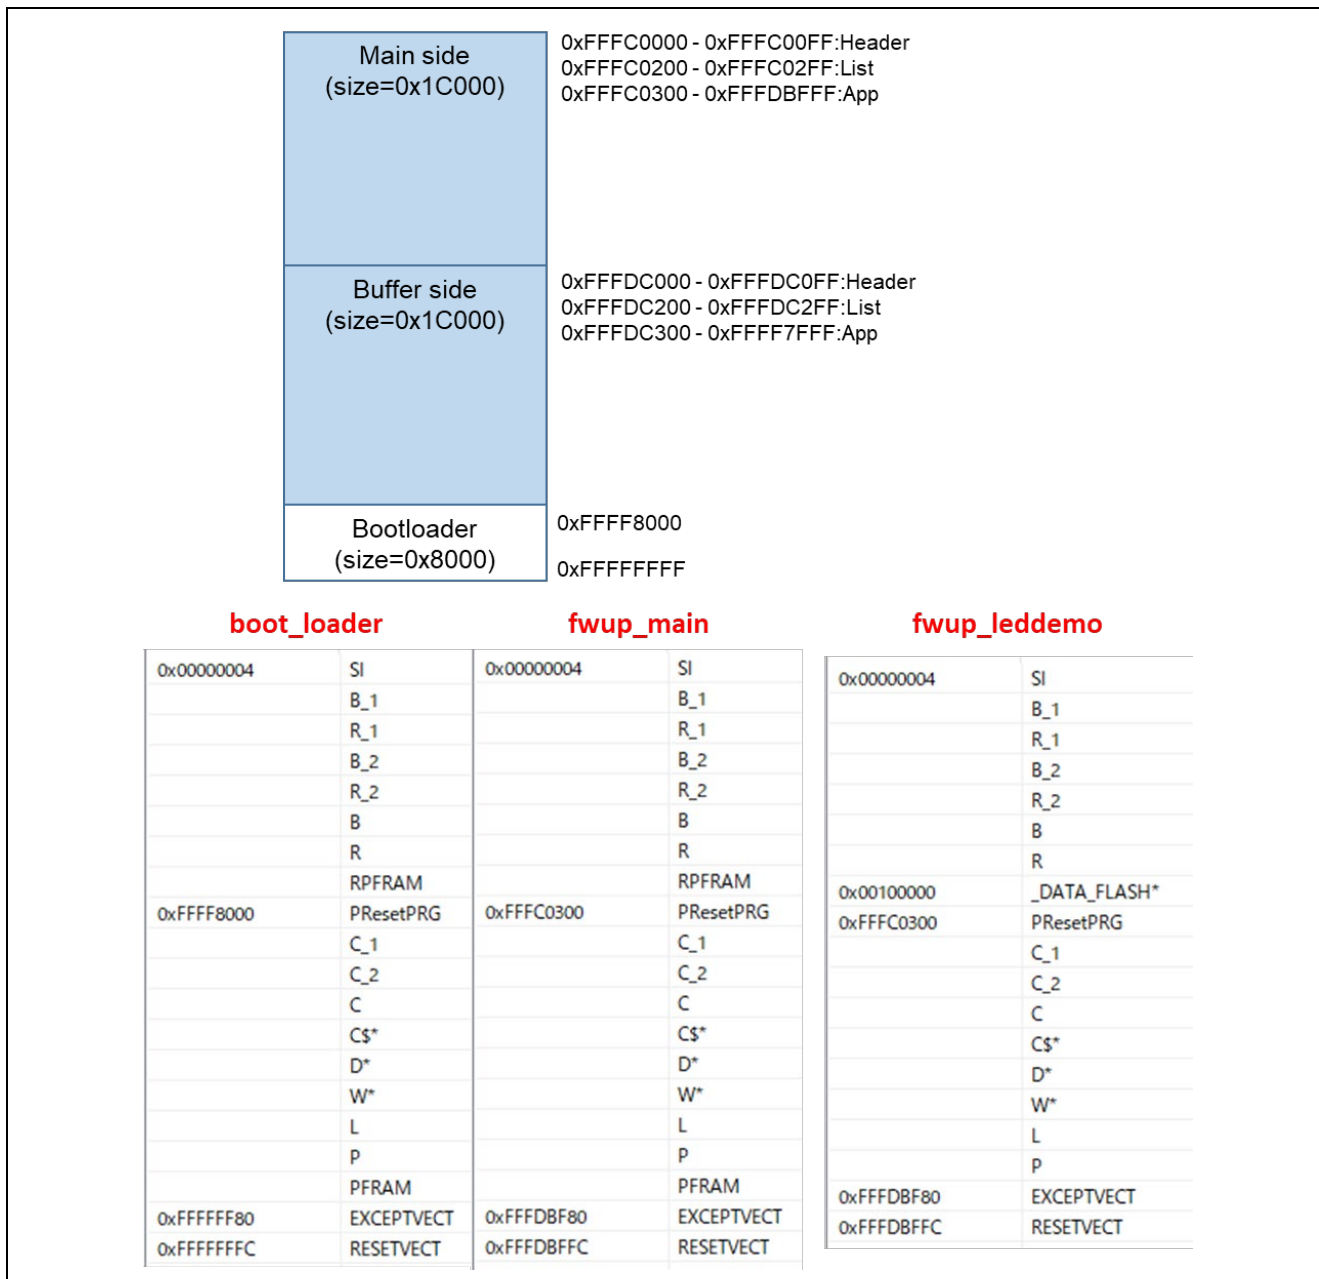 Main side
(size=0x1C000)
0xFFFC0000 - 0xFFFC00FF:Header
0xFFFC0200 - 0xFFFC02FF:List
0xFFFC0300 - 0xFFFDBFFF:App
Buffer side
(size=0x1C000)
0xFFFDC000 - 0xFFFDC0FF:Header
0xFFFDC200 - 0xFFFDC2FF:List
0xFFFDC300 - 0xFFFF7FFF:App
Bootloader
(size=0x8000)
0xFFFF8000
0xFFFFFFFF
boot_loader
0x00000004 SI
B_1
R_1
B_2
R_2
B
R
RPFRAM
0xFFFF8000 PResetPRG
C_1
C_2
C
C$*
D*
W*
L
P
PFRAM
0xFFFFFF80 EXCEPTVECT
0xFFFFFFFC RESETVECT
fwup_main
0x00000004 SI
B_1
R_1
B_2
R_2
B
R
RPFRAM
0xFFFC0300 PResetPRG
C_1
C_2
C
C$*
D*
W*
L
P
PFRAM
0xFFFDBF80 EXCEPTVECT
0xFFFDBFFC RESETVECT
fwup_leddemo
0x00000004 SI
B_1
R_1
B_2
R_2
B
R
0x00100000 _DATA_FLASH*
0xFFFC0300 PResetPRG
C_1
C_2
C
C$*
D*
W*
L
P
0xFFFDBF80 EXCEPTVECT
0xFFFDBFFC RESETVECT